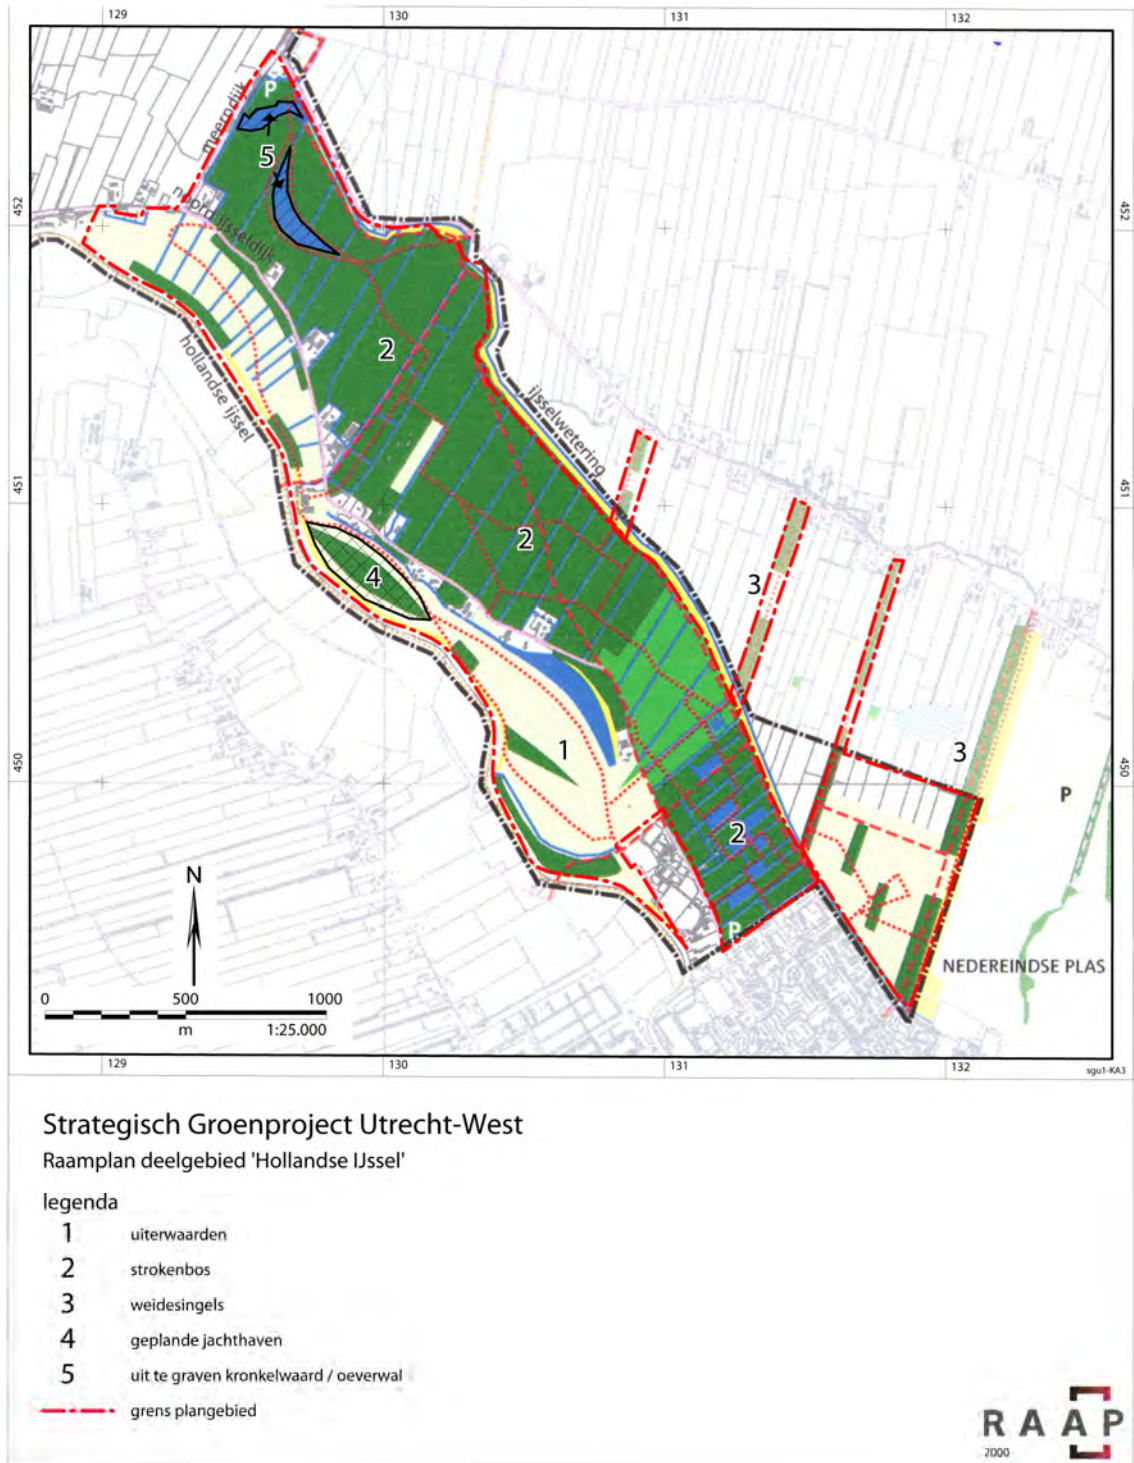 129 130 131 132
meerndijk
P
5
452 452
noord ijsseldijk
hollandse ijssel
2
ijsselwetering
451 451
2
3
4
1
3
450 450
P
2
N
P
NEDEREINDSE PLAS
0 500 1000
m 1:25.000
129 130 131 132
sgu1-KA3
Strategisch Groenproject Utrecht-West
Raamplan deelgebied 'Hollandse IJssel'
legenda
1 uiterwaarden
2 strokenbos
3 weidesingels
4 geplande jachthaven
5 uit te graven kronkelwaard / oeverwal
grens plangebied
RAAP
2000